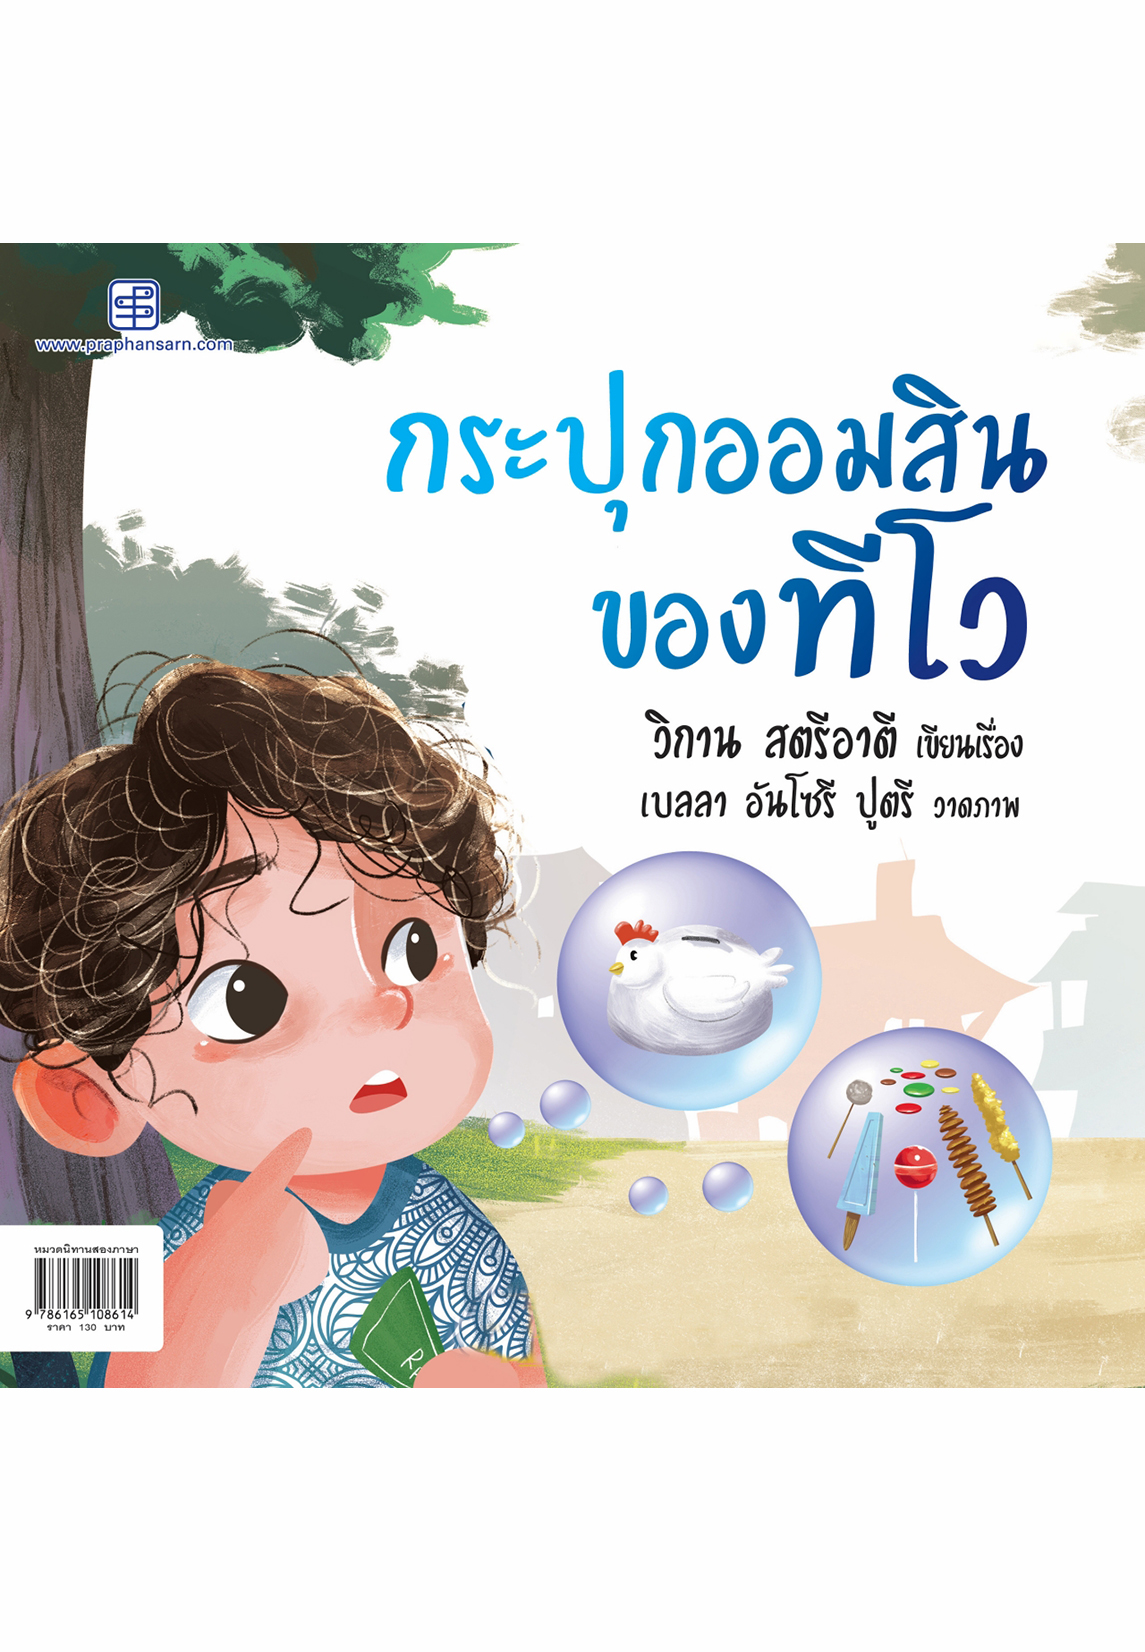 www.praphansarn.com
กระปุกออมสิน
ของทีโว
วิกาน สตรีอาตี เขียนเรื่อง
เบลลา อันโซรี ปูตรี วาดภาพ
หมวดนิทานสองภาษา
9 786165 108614
ราคา 130 บาท